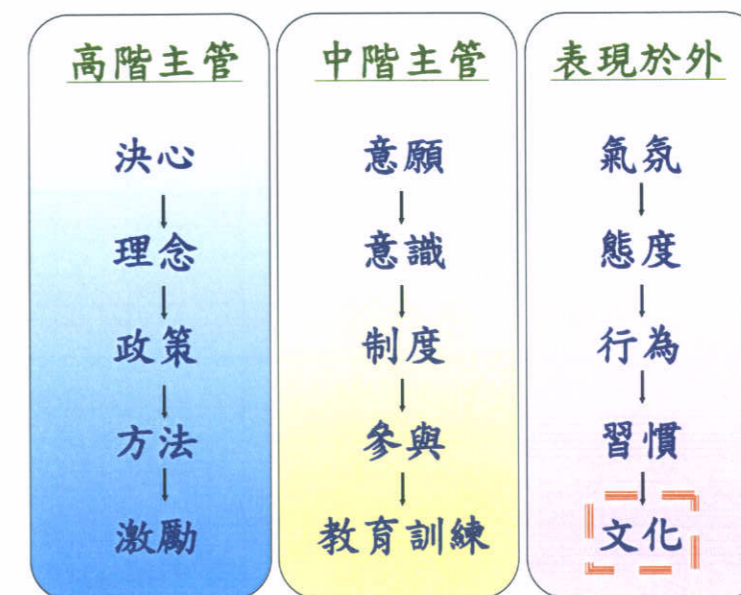 高階主管
決心
理念
政策
方法
激勵
中階主管
意願
意識
制度
參與
教育訓練
表現於外
氣氛
態度
行為
習慣
文化